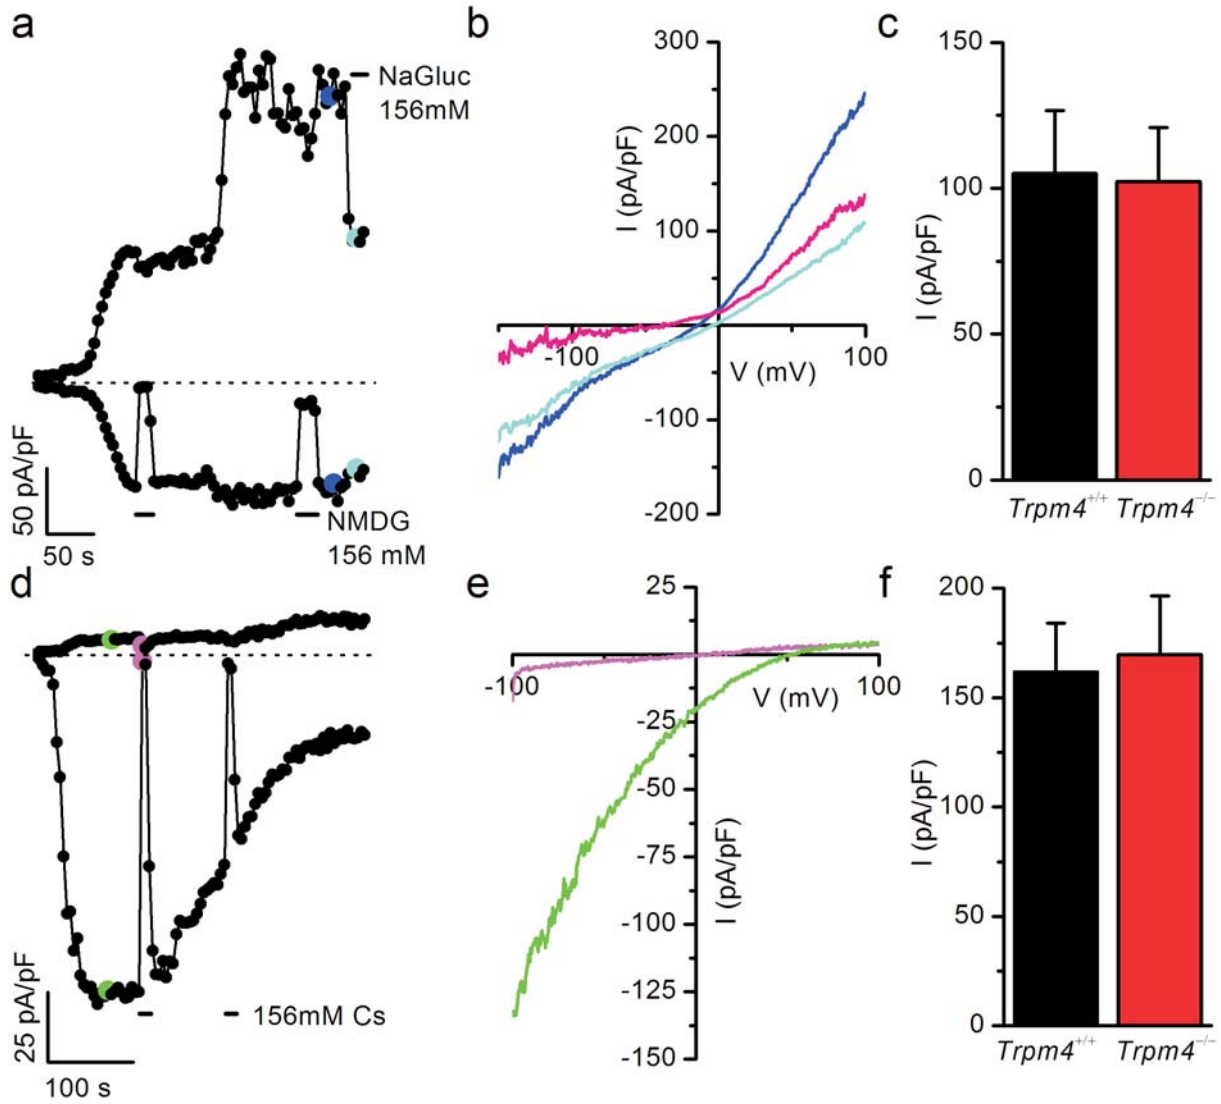 a
NaGluc
156mM
50 pA/pF
50 s
NMDG
156 mM
b
300
200
100
-100
-200
I (pA/pF)
-100
100
V (mV)
c
150
100
50
0
I (pA/pF)
Trpm4+/+ Trpm4−/−
d
25 pA/pF
100 s
156mM Cs
e
25
-25
-50
-75
-100
-125
-150
-100
100
V (mV)
I (pA/pF)
f
200
150
100
50
0
I (pA/pF)
Trpm4+/+ Trpm4−/−